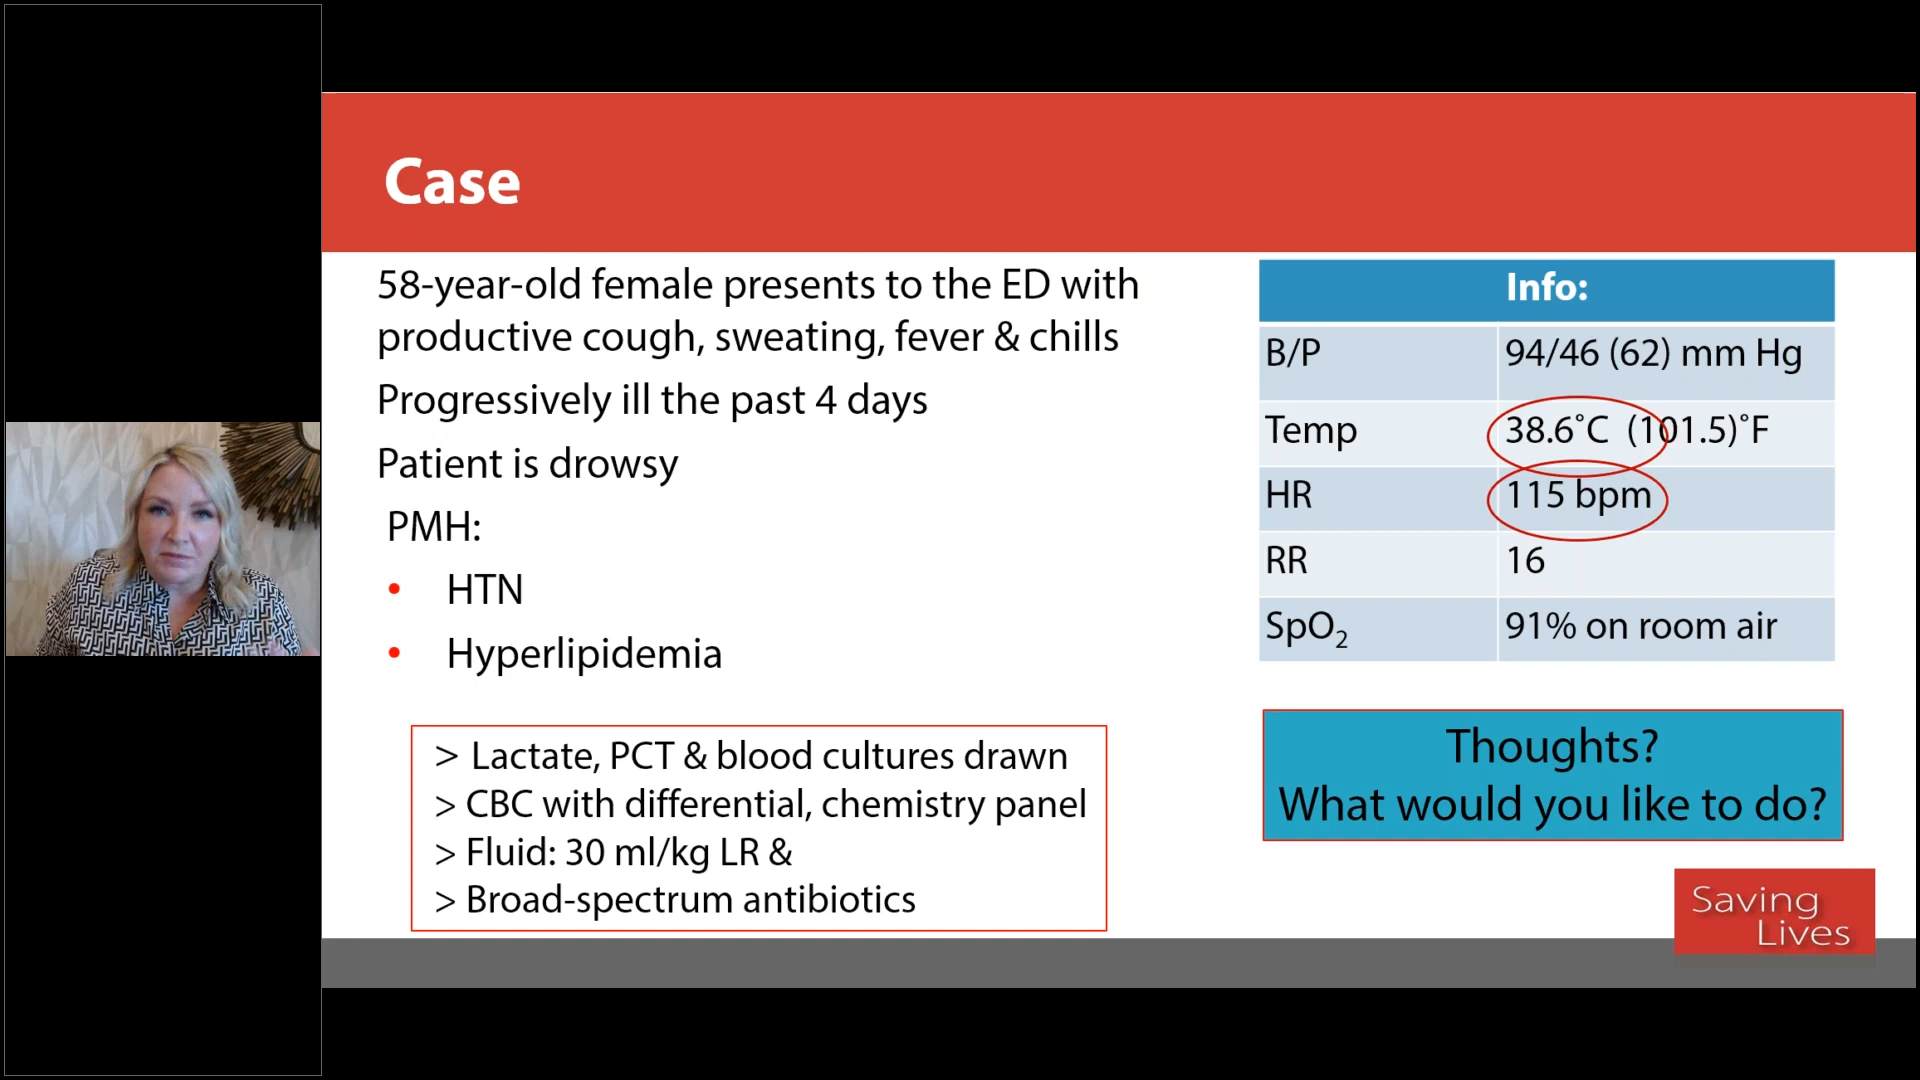 Case
58-year-old female presents to the ED with
productive cough, sweating, fever & chills
Progressively ill the past 4 days
Patient is drowsy
PMH:
• HTN
• Hyperlipidemia
> Lactate, PCT & blood cultures drawn
> CBC with differential, chemistry panel
> Fluid: 30 ml/kg LR &
> Broad-spectrum antibiotics
Info:
B/P 94/46 (62) mm Hg
Temp 38.6˚C (101.5)˚F
HR 115 bpm
RR 16
SpO₂ 91% on room air
Thoughts?
What would you like to do?
Saving
Lives